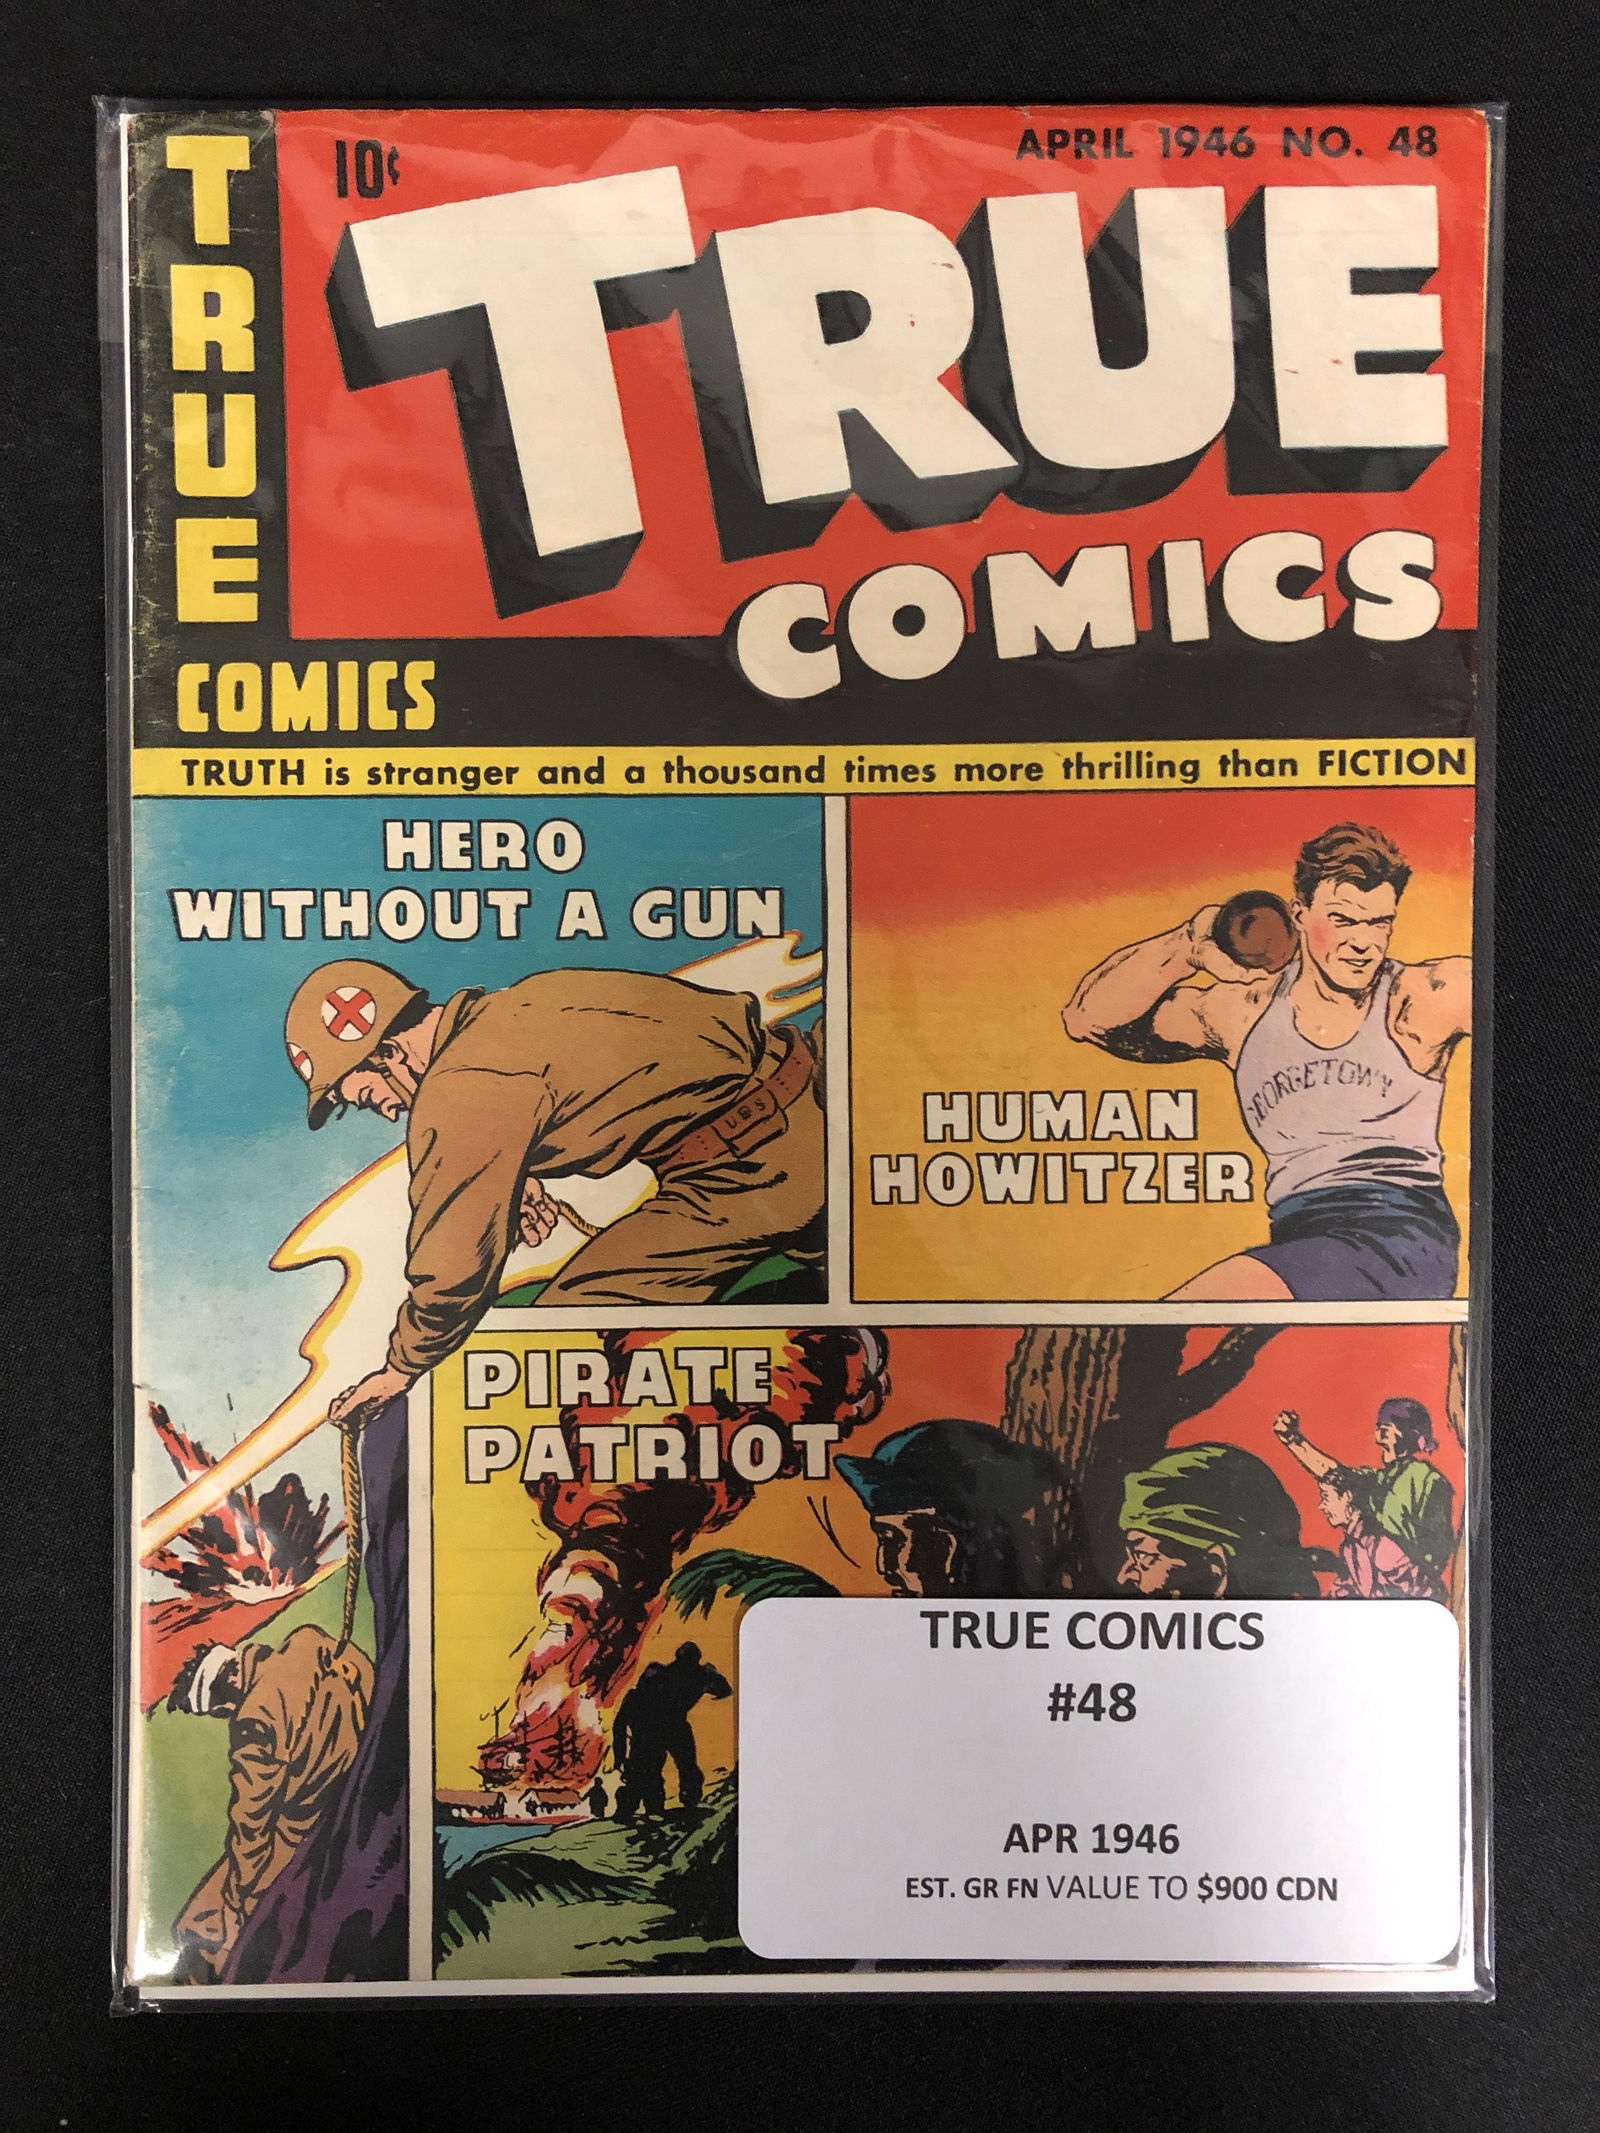 TRUE
COMICS
10¢
APRIL 1946 NO. 48
TRUE
COMICS
TRUTH is stranger and a thousand times more thrilling than FICTION
HERO
WITHOUT A GUN
U.S.
GEORGETOWN
HUMAN
HOWITZER
PIRATE
PATRIOT
TRUE COMICS
#48
APR 1946
EST. GR FN VALUE TO $900 CDN